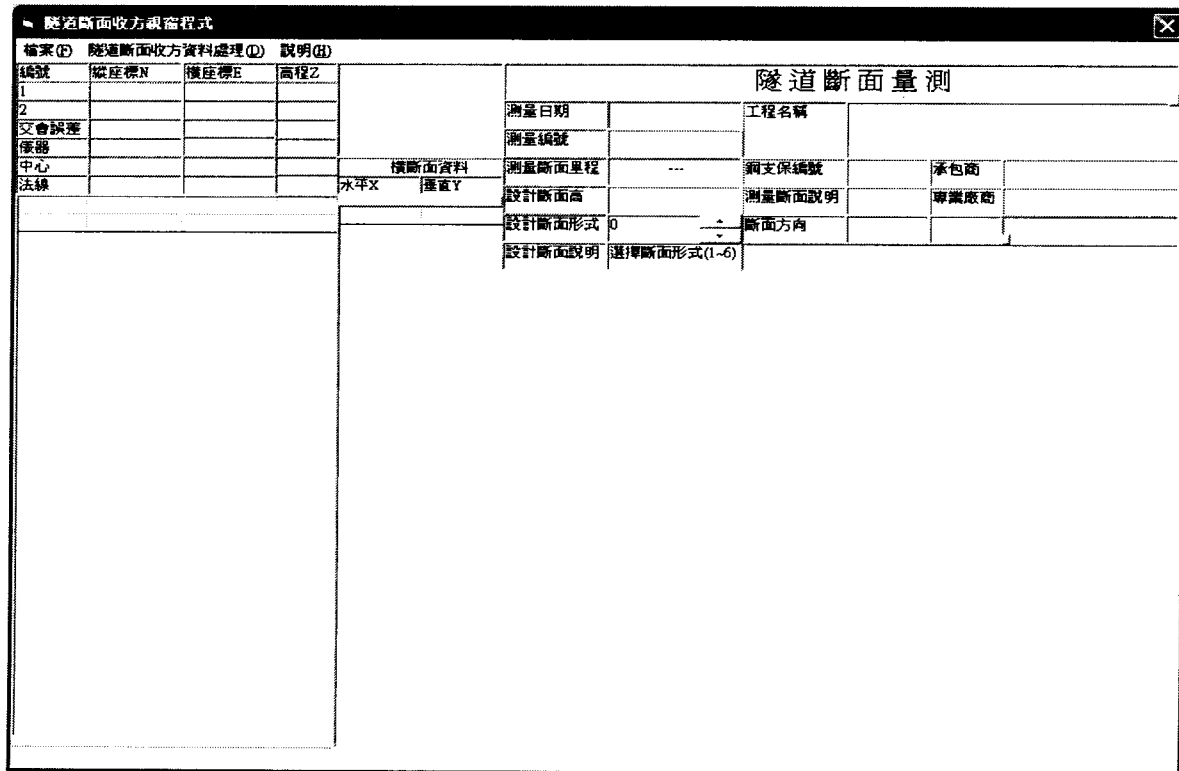 隧道斷面收方視窗程式
檔案(F) 隧道斷面收方資料處理(D) 說明(H)
編號 縱座標N 橫座標E 高程Z
1
2
交會誤差
儀器
中心
法線
橫斷面資料
水平X 垂直Y
隧道斷面量測
測量日期 工程名稱
測量編號
測量斷面里程 --- 鋼支保編號 承包商
設計斷面高 測量斷面說明 專業廠商
設計斷面形式 0 斷面方向
設計斷面說明 選擇斷面形式(1~6)